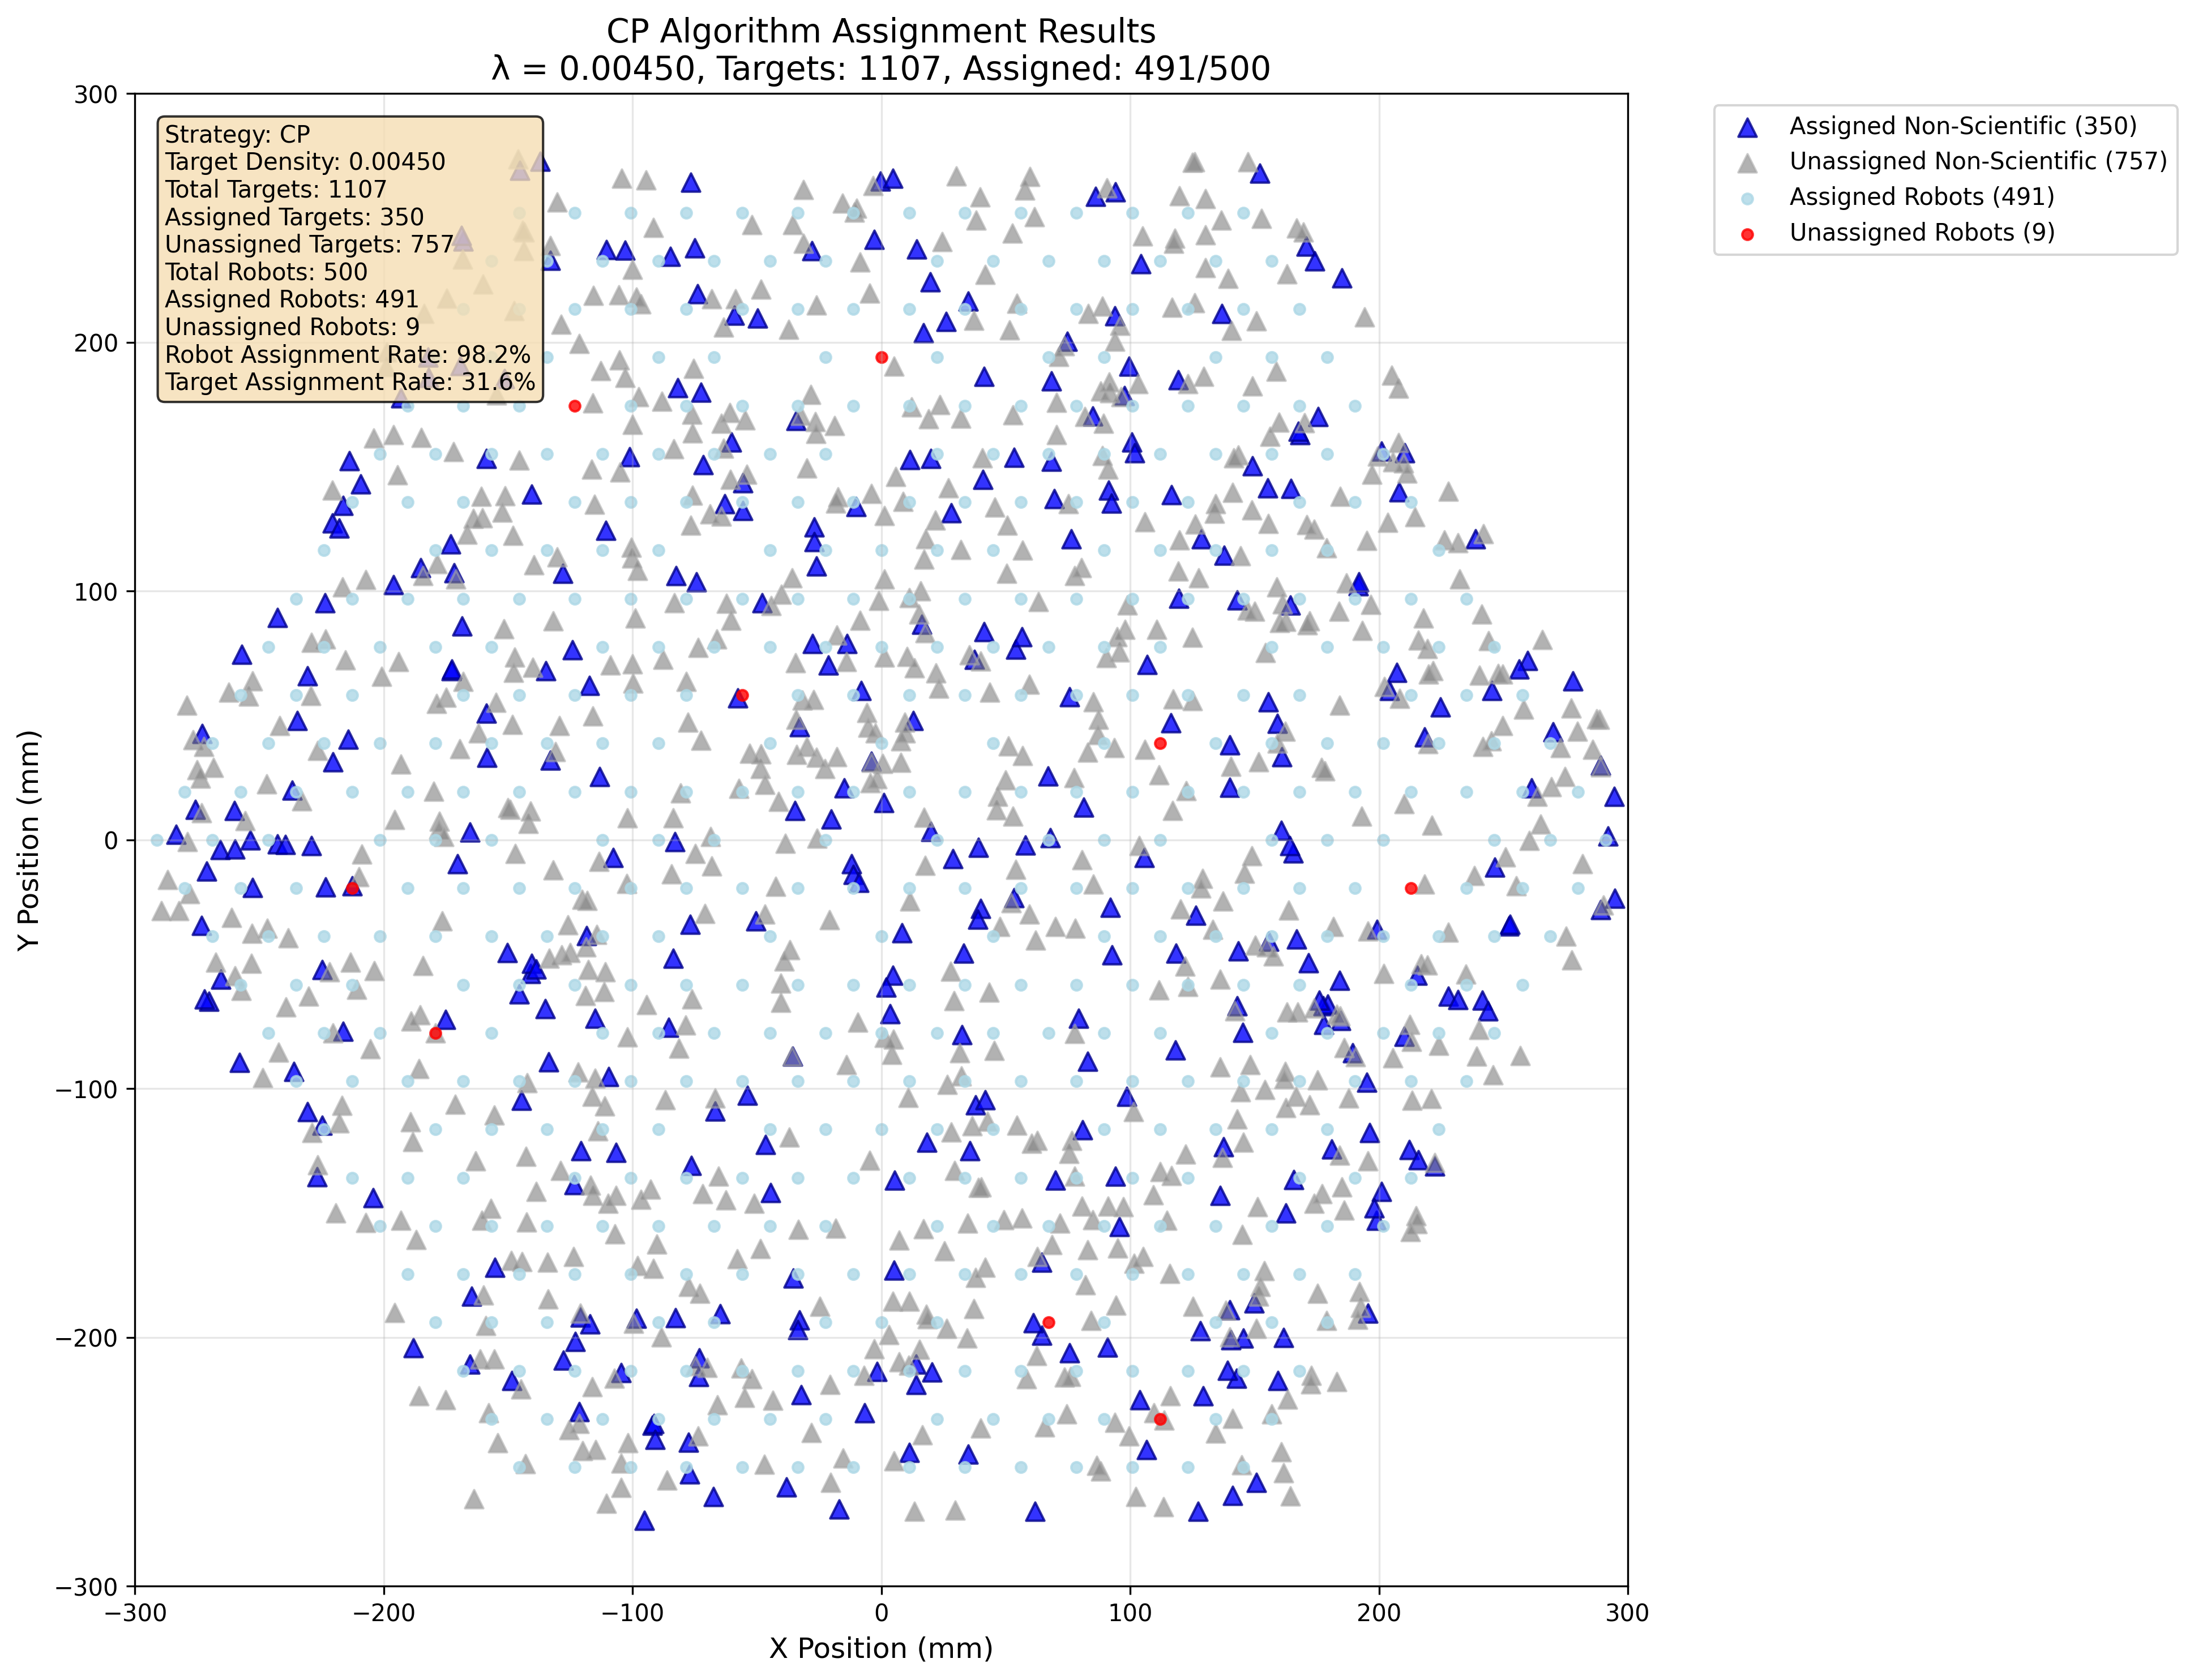 CP Algorithm Assignment Results
λ = 0.00450, Targets: 1107, Assigned: 491/500
Strategy: CP
Target Density: 0.00450
Total Targets: 1107
Assigned Targets: 350
Unassigned Targets: 757
Total Robots: 500
Assigned Robots: 491
Unassigned Robots: 9
Robot Assignment Rate: 98.2%
Target Assignment Rate: 31.6%
Assigned Non-Scientific (350)
Unassigned Non-Scientific (757)
Assigned Robots (491)
Unassigned Robots (9)
300
200
100
0
−100
−200
−300
Y Position (mm)
−300
−200
−100
0
100
200
300
X Position (mm)